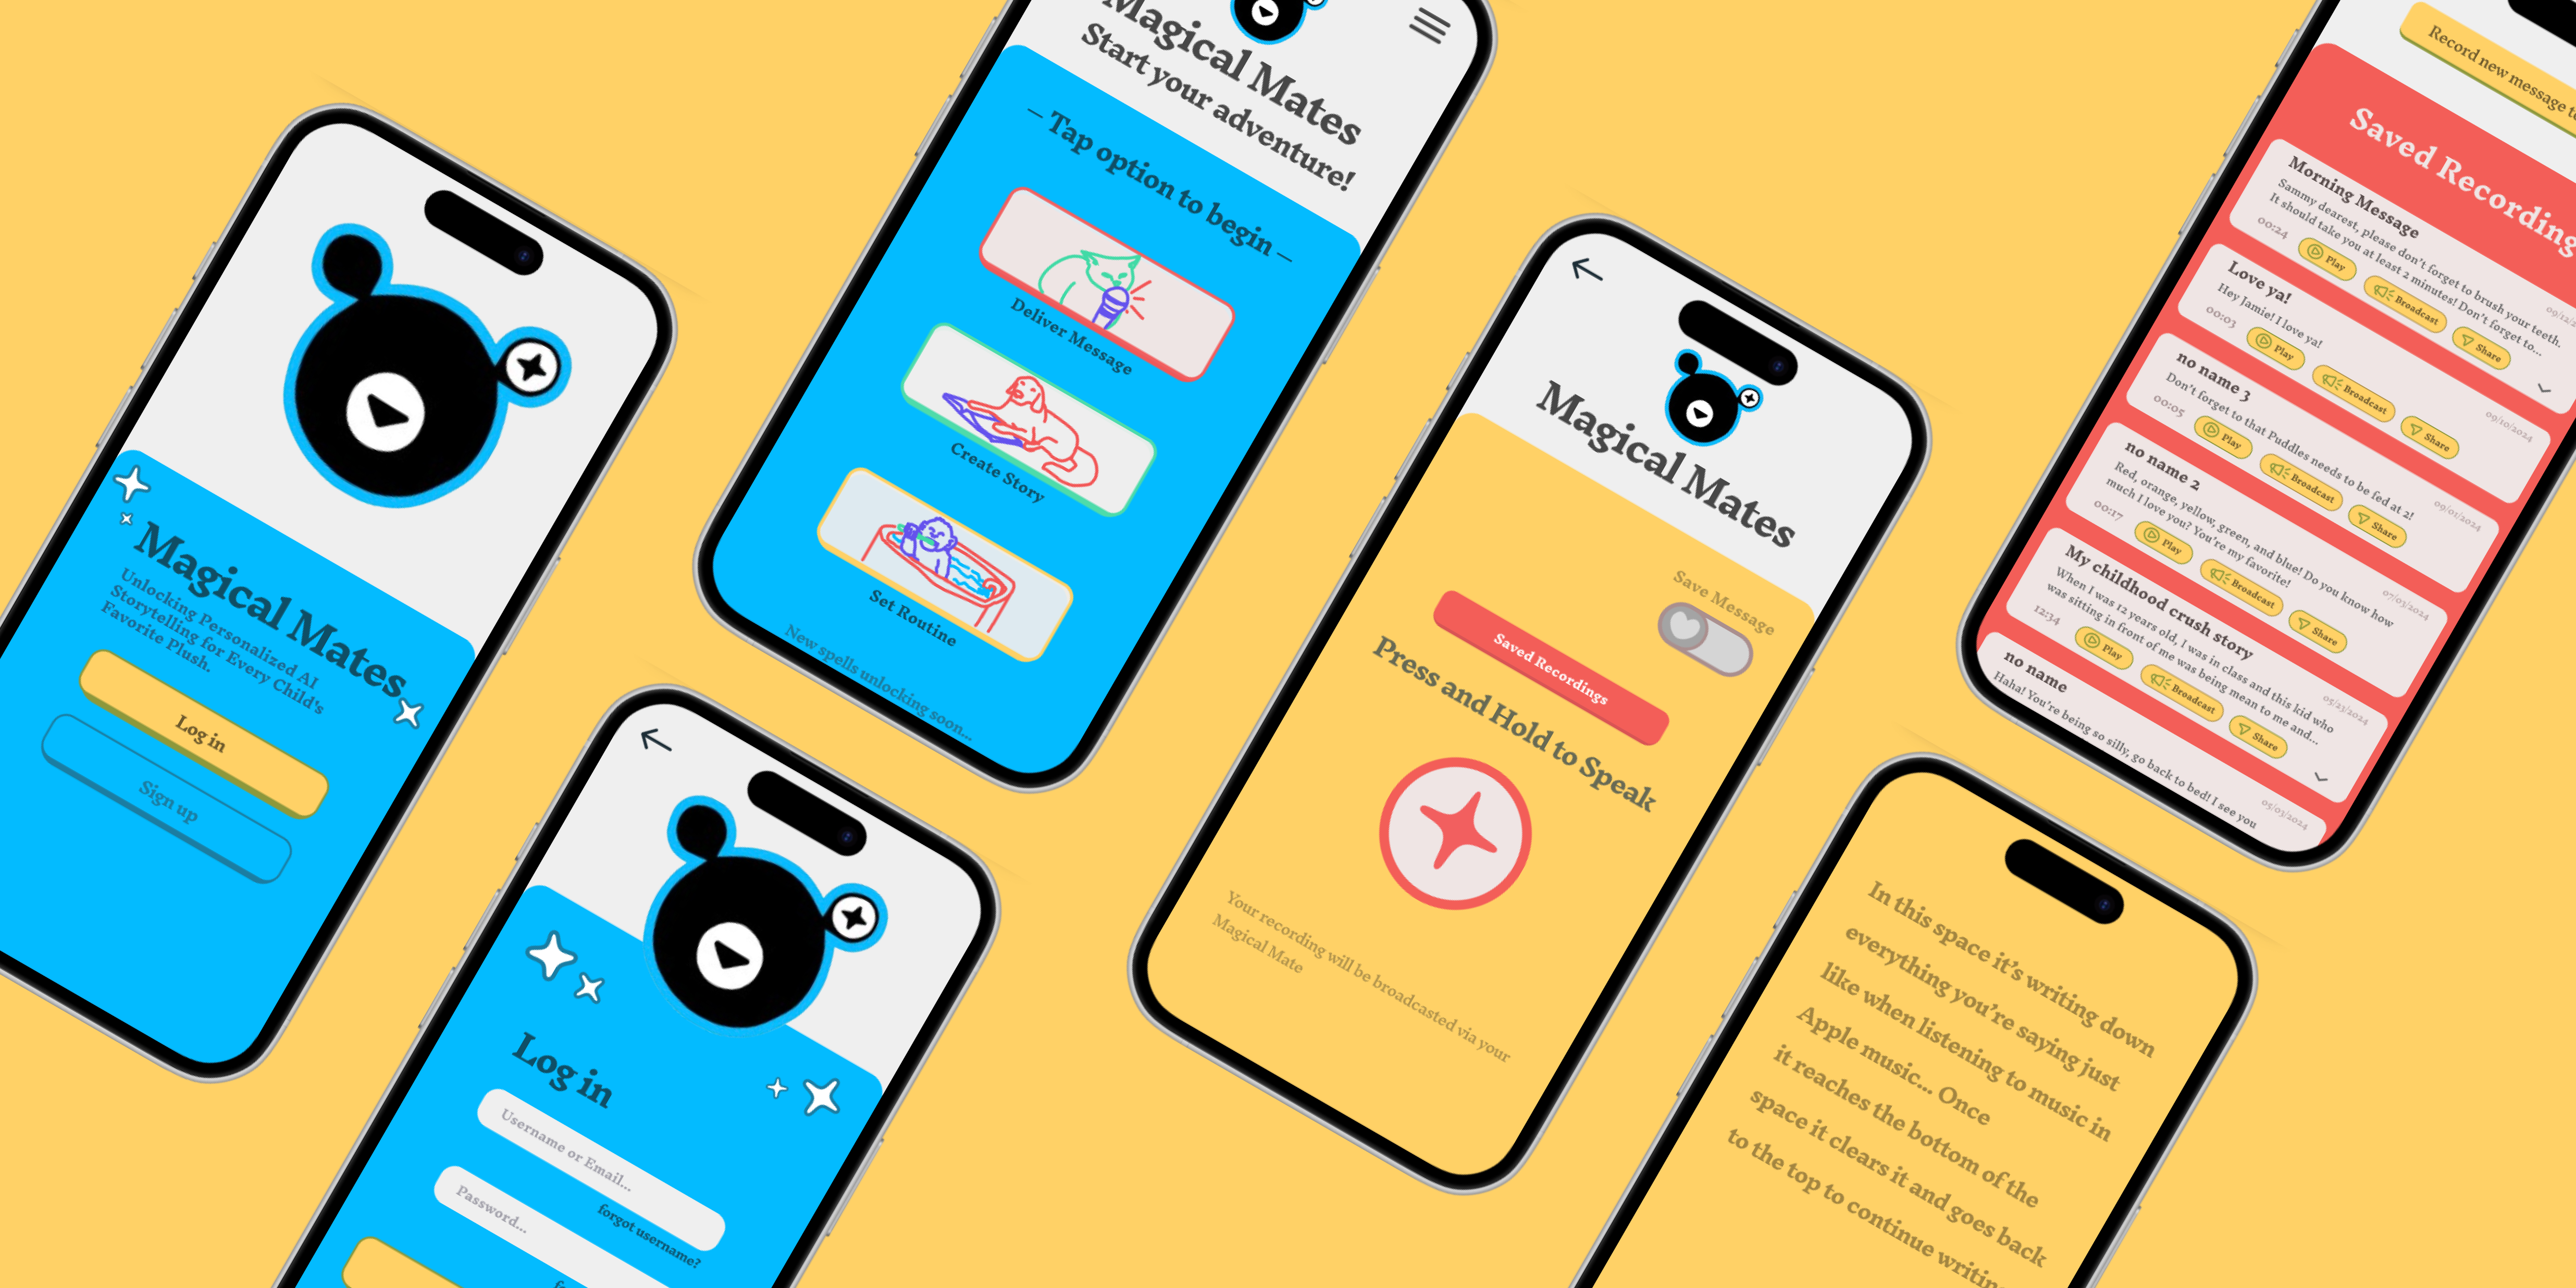 Magical Mates
Unlocking Personalized AI
Storytelling for Every Child's
Favorite Plush.
Log in
Sign up
Magical Mates
Start your adventure!
– Tap option to begin –
Deliver Message
Create Story
Set Routine
New spells unlocking soon...
Log in
Username or Email...
forgot username?
Password...
Magical Mates
Save Message
Saved Recordings
Press and Hold to Speak
Your recording will be broadcasted via your
Magical Mate
Record new message
Saved Recording
Morning Message
Sammy dearest, please don't forget to brush your teeth.
It should take you at least 2 minutes! Don't forget to...
00:24
Play
Broadcast
Share
Love ya!
09/10/2024
Hey Jamie! I love ya!
00:03
Play
Broadcast
Share
no name 3
09/01/2024
Don't forget to that Puddles needs to be fed at 2!
00:05
Play
Broadcast
Share
no name 2
07/03/2024
Red, orange, yellow, green, and blue! Do you know how
much I love you? You're my favorite!
00:17
Play
Broadcast
Share
My childhood crush story
05/23/2024
When I was 12 years old, I was in class and this kid who
was sitting in front of me was being mean to me and...
12:34
Play
Broadcast
Share
no name
05/03/2024
Haha! You're being so silly, go back to bed! I see you
In this space it's writing down
everything you're saying just
like when listening to music in
Apple music... Once
it reaches the bottom of the
space it clears it and goes back
to the top to continue